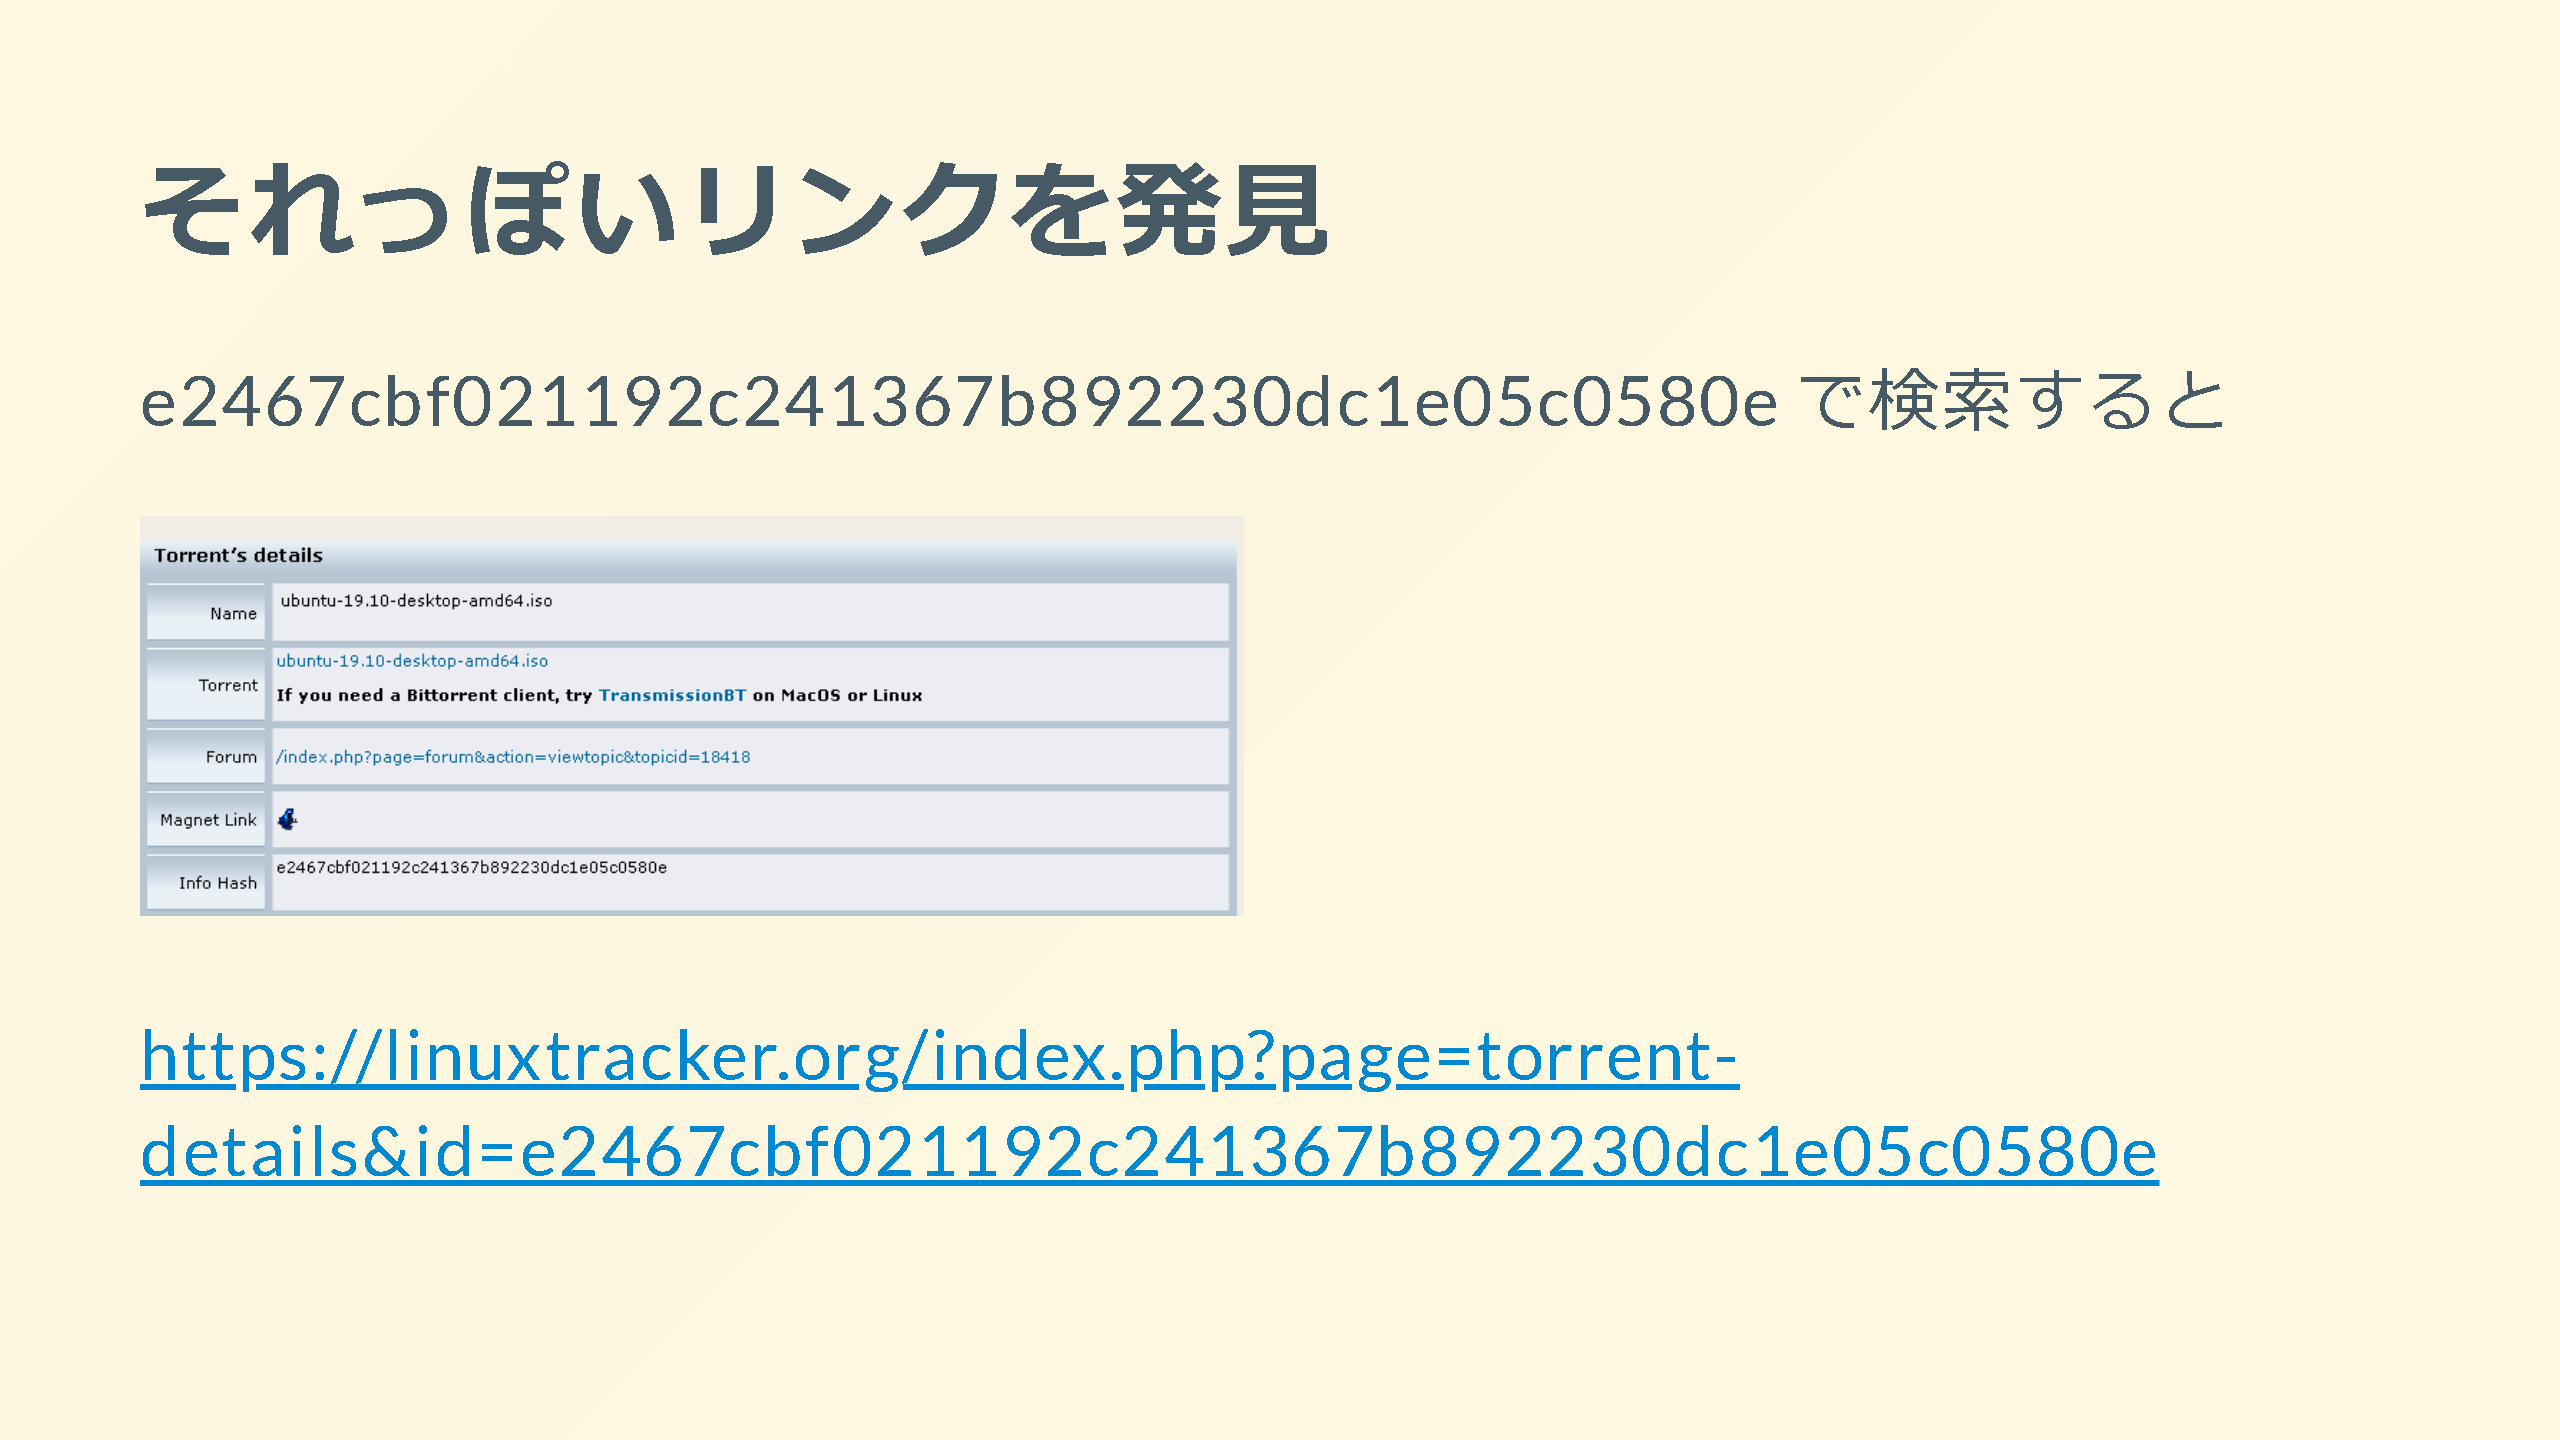 それっぽいリンクを発見
e2467cbf021192c241367b892230dc1e05c0580e で検索すると
Torrent's details
Name
ubuntu-19.10-desktop-amd64.iso
Torrent
ubuntu-19.10-desktop-amd64.iso
If you need a Bittorrent client, try TransmissionBT on MacOS or Linux
Forum
/index.php?page=forum&action=viewtopic&topicid=18418
Magnet Link
Info Hash
e2467cbf021192c241367b892230dc1e05c0580e
https://linuxtracker.org/index.php?page=torrent-
details&id=e2467cbf021192c241367b892230dc1e05c0580e